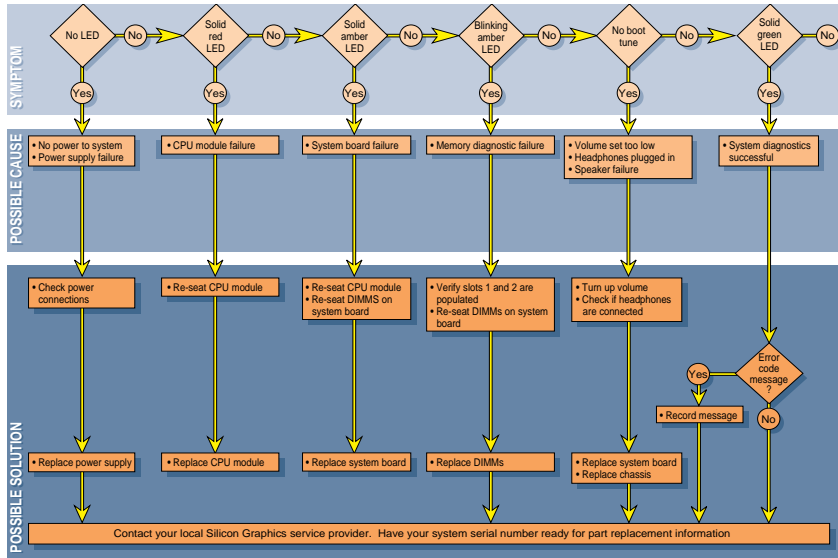 SYMPTOM
No LED
No
Solid
red
LED
No
Solid
amber
LED
No
Blinking
amber
LED
No
No boot
tune
No
Solid
green
LED
No
Yes
Yes
Yes
Yes
Yes
Yes
POSSIBLE CAUSE
• No power to system
• Power supply failure
• CPU module failure
• System board failure
• Memory diagnostic failure
• Volume set too low
• Headphones plugged in
• Speaker failure
• System diagnostics
successful
POSSIBLE SOLUTION
• Check power
connections
• Re-seat CPU module
• Re-seat CPU module
• Re-seat DIMMS on
system board
• Verify slots 1 and 2 are
populated
• Re-seat DIMMs on system
board
• Turn up volume
• Check if headphones
are connected
Error
code
message
?
Yes
No
• Record message
• Replace power supply
• Replace CPU module
• Replace system board
• Replace DIMMs
• Replace system board
• Replace chassis
Contact your local Silicon Graphics service provider. Have your system serial number ready for part replacement information